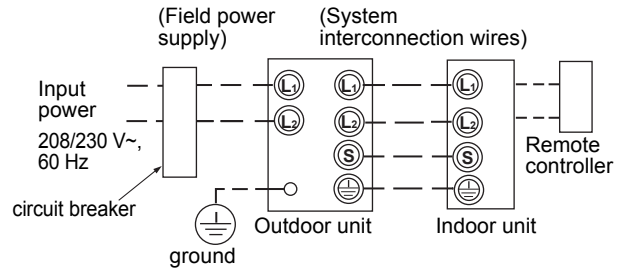 (Field power
supply)
(System
interconnection wires)
Input
power
208/230 V~,
60 Hz
circuit breaker
L1 L1 L1
L2 L2 L2
S S
Remote
controller
ground
Outdoor unit
Indoor unit